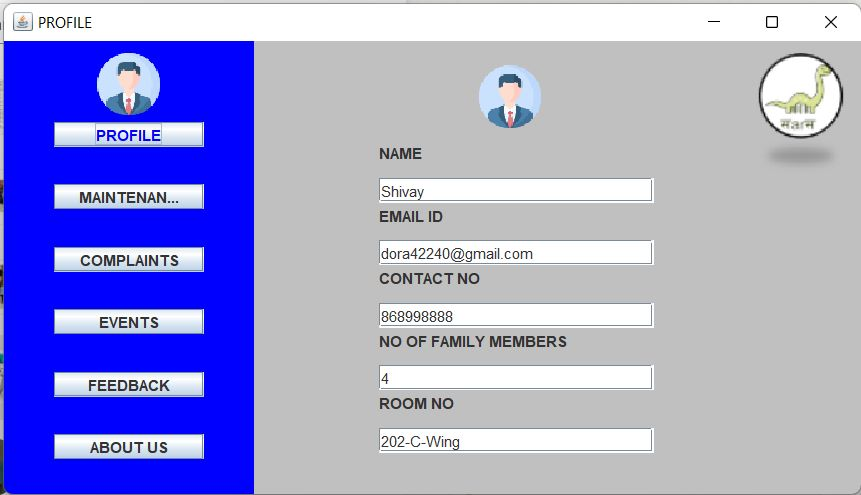 PROFILE
PROFILE
MAINTENAN...
COMPLAINTS
EVENTS
FEEDBACK
ABOUT US
NAME
Shivay
EMAIL ID
dora42240@gmail.com
CONTACT NO
868998888
NO OF FAMILY MEMBERS
4
ROOM NO
202-C-Wing